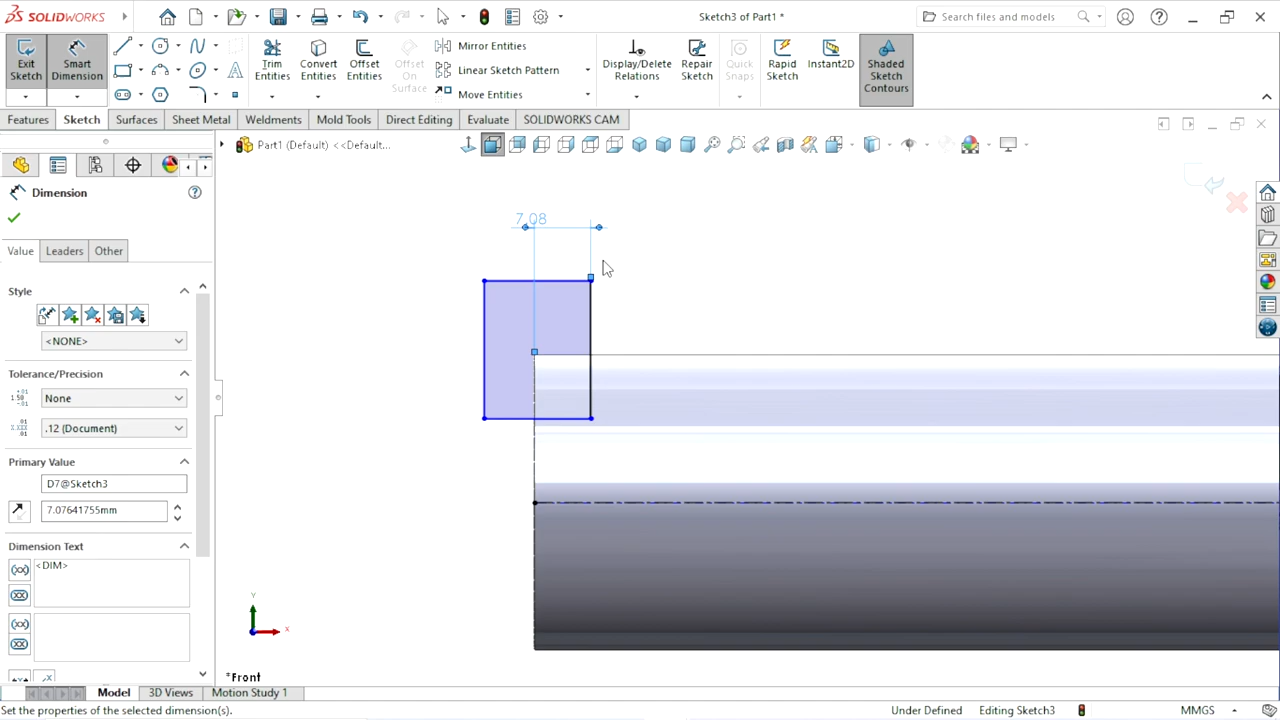 SOLIDWORKS
Sketch3 of Part1 *
Search files and models
Exit Sketch
Smart Dimension
Trim Entities
Convert Entities
Offset Entities
Offset On Surface
Mirror Entities
Linear Sketch Pattern
Move Entities
Display/Delete Relations
Repair Sketch
Quick Snaps
Rapid Sketch
Instant2D
Shaded Sketch Contours
Features
Sketch
Surfaces
Sheet Metal
Weldments
Mold Tools
Direct Editing
Evaluate
SOLIDWORKS CAM
Part1 (Default) <<Default...
Dimension
Value
Leaders
Other
Style
<NONE>
Tolerance/Precision
None
.12 (Document)
Primary Value
D7@Sketch3
7.07641755mm
Dimension Text
<DIM>
7.08
Y
X
*Front
Model
3D Views
Motion Study 1
Set the properties of the selected dimension(s).
Under Defined
Editing Sketch3
MMGS